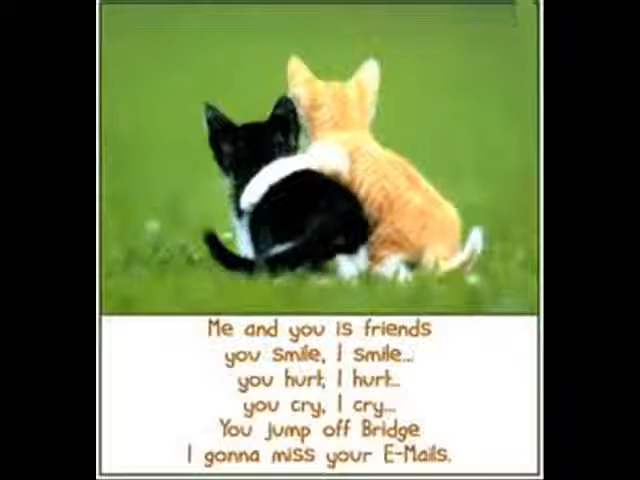 Me and you is friends
you smile, I smile...
you hurt, I hurt...
you cry, I cry...
You jump off Bridge
I gonna miss your E-Mails.